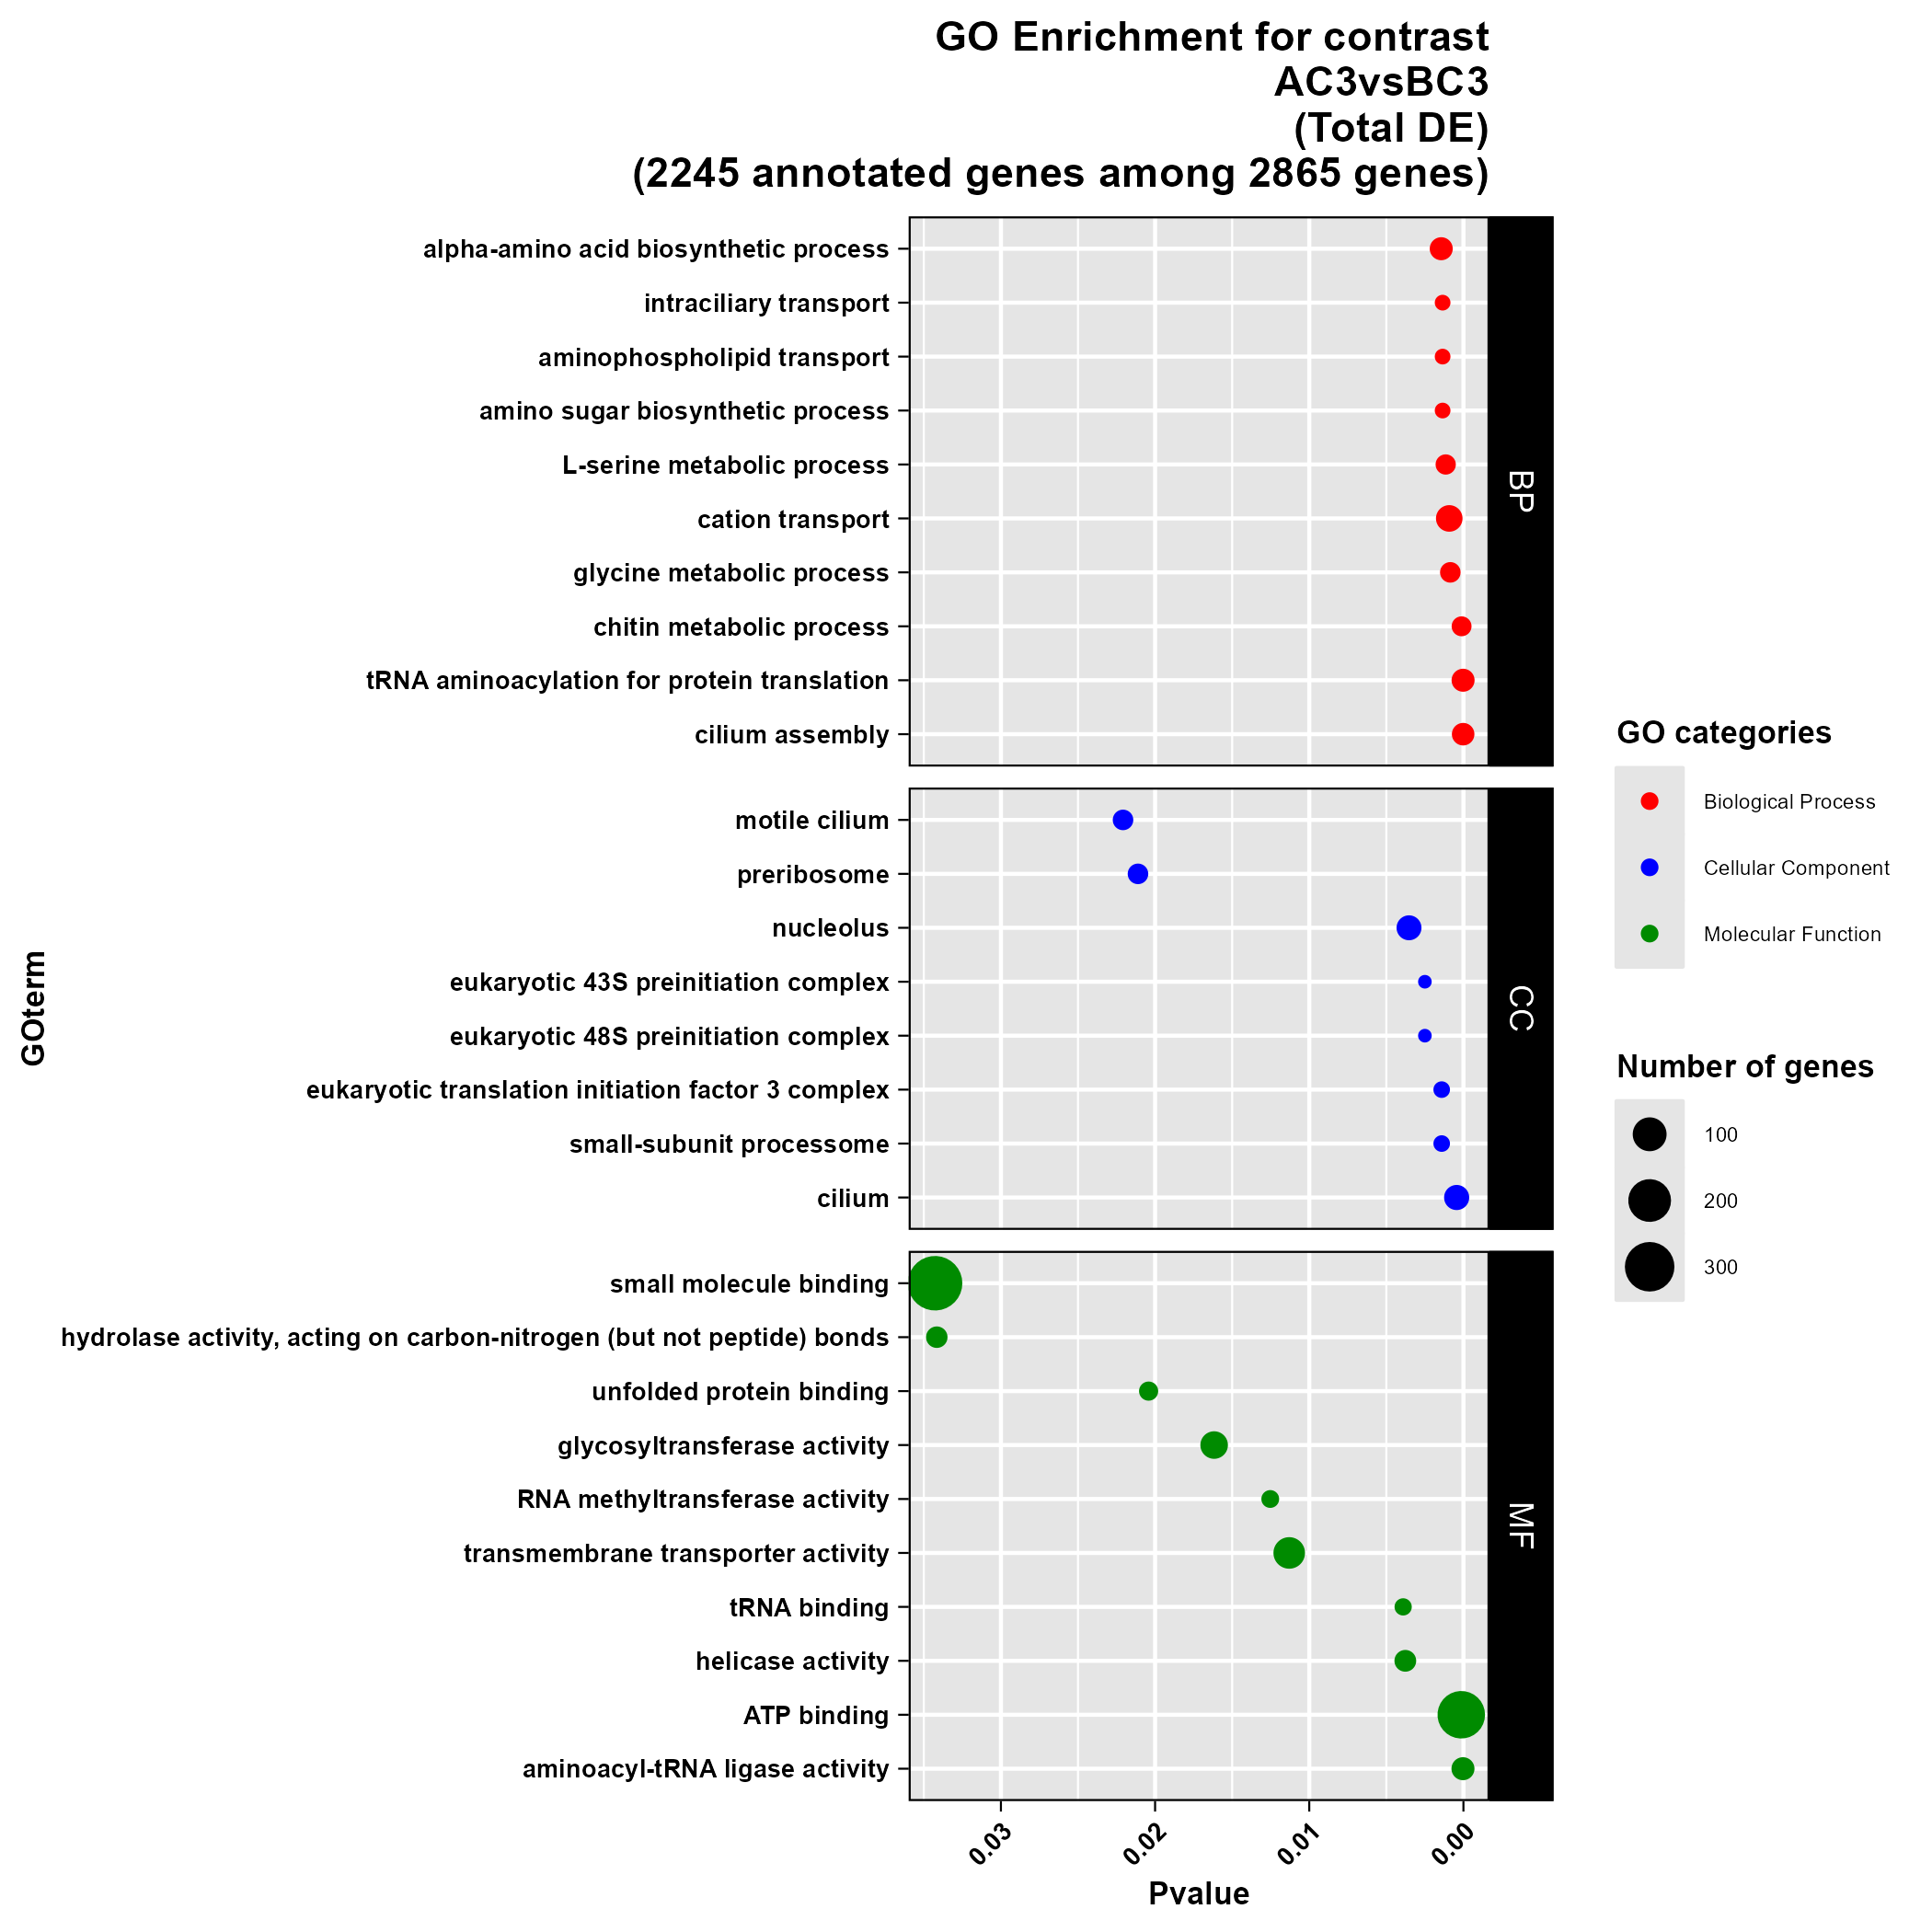 GO Enrichment for contrast
AC3vsBC3
(Total DE)
(2245 annotated genes among 2865 genes)
alpha-amino acid biosynthetic process
intraciliary transport
aminophospholipid transport
amino sugar biosynthetic process
L-serine metabolic process
cation transport
glycine metabolic process
chitin metabolic process
tRNA aminoacylation for protein translation
cilium assembly
BP
motile cilium
preribosome
nucleolus
eukaryotic 43S preinitiation complex
eukaryotic 48S preinitiation complex
eukaryotic translation initiation factor 3 complex
small-subunit processome
cilium
CC
small molecule binding
hydrolase activity, acting on carbon-nitrogen (but not peptide) bonds
unfolded protein binding
glycosyltransferase activity
RNA methyltransferase activity
transmembrane transporter activity
tRNA binding
helicase activity
ATP binding
aminoacyl-tRNA ligase activity
MF
GOterm
0.03
0.02
0.01
0.00
Pvalue
GO categories
Biological Process
Cellular Component
Molecular Function
Number of genes
100
200
300